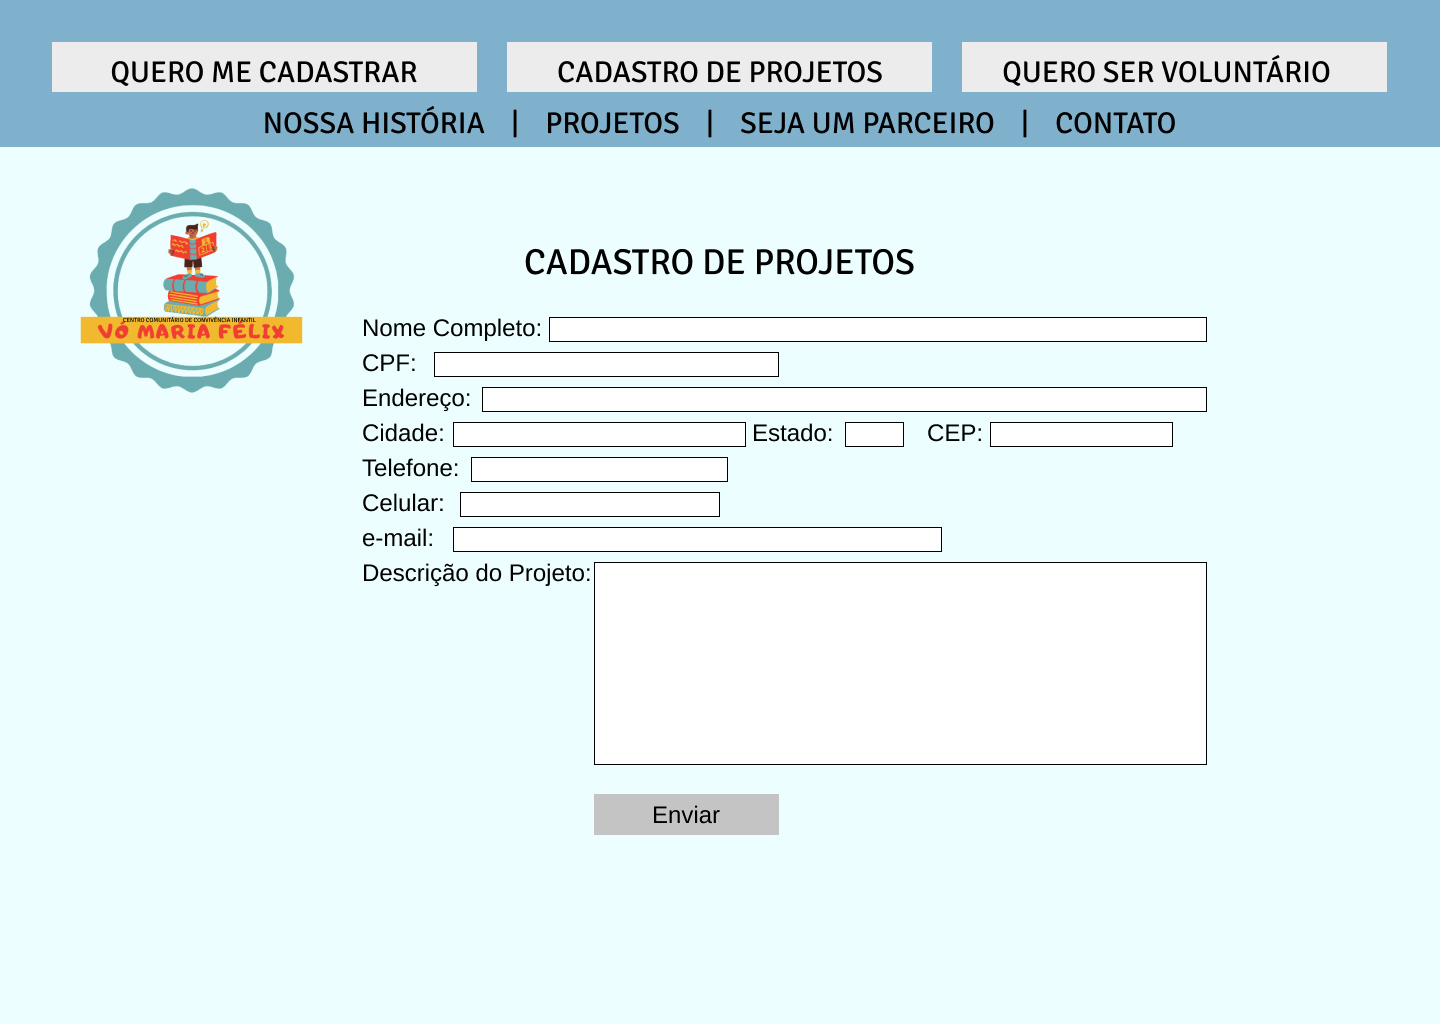 QUERO ME CADASTRAR CADASTRO DE PROJETOS QUERO SER VOLUNTÁRIO
NOSSA HISTÓRIA | PROJETOS | SEJA UM PARCEIRO | CONTATO
CENTRO COMUNITÁRIO DE CONVIVÊNCIA INFANTIL
VÓ MARIA FÉLIX
CADASTRO DE PROJETOS
Nome Completo:
CPF:
Endereço:
Cidade: Estado: CEP:
Telefone:
Celular:
e-mail:
Descrição do Projeto:
Enviar